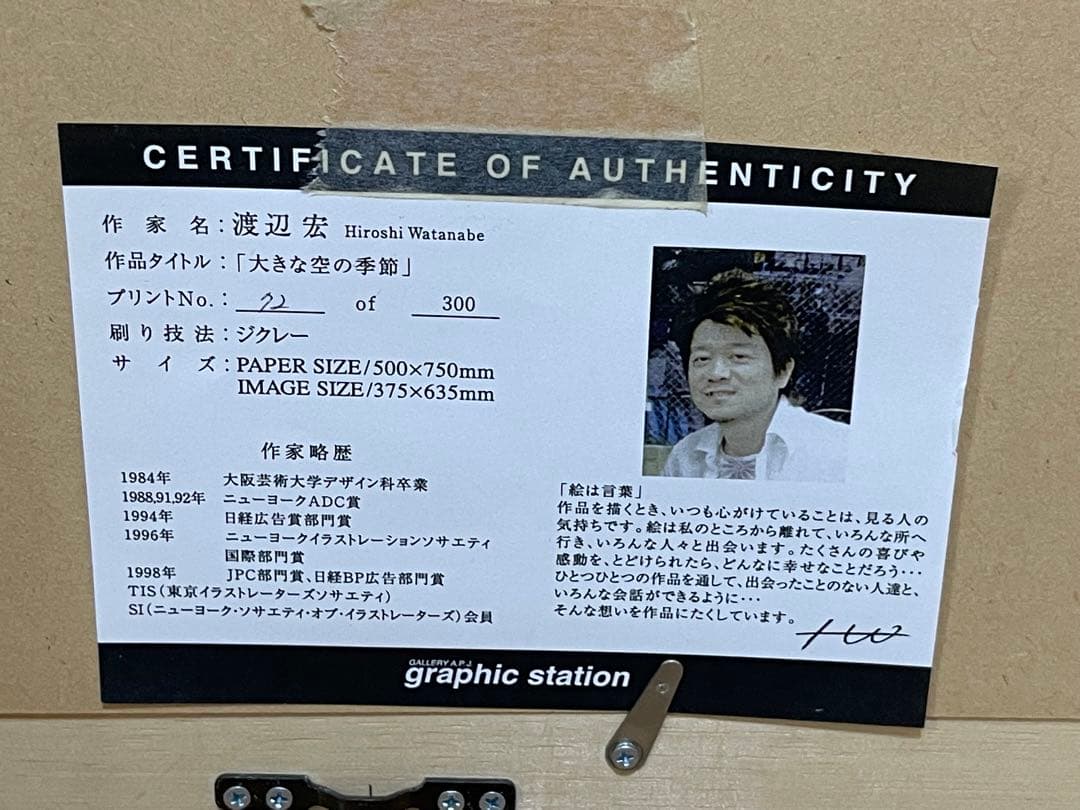 CERTIFICATE OF AUTHENTICITY
作家名:渡辺 宏 Hiroshi Watanabe
作品タイトル:「大きな空の季節」
プリントNo.: 72 of 300
刷り技法:ジクレー
サイズ:PAPER SIZE/500×750mm
IMAGE SIZE/375×635mm
作家略歴
1984年 大阪芸術大学デザイン科卒業
1988,91,92年 ニューヨークADC賞
1994年 日経広告賞部門賞
1996年 ニューヨークイラストレーションソサエティ
国際部門賞
1998年 JPC部門賞、日経BP広告部門賞
TIS(東京イラストレーターズソサエティ)
SI(ニューヨーク・ソサエティ・オブ・イラストレーターズ)会員
「絵は言葉」
作品を描くとき、いつも心がけていることは、見る人の
気持ちです。絵は私のところから離れて、いろんな所へ
行き、いろんな人々と出会います。たくさんの喜びや
感動を、とどけられたら、どんなに幸せなことだろう・・・
ひとつひとつの作品を通して、出会ったことのない人達と、
いろんな会話ができるように・・・
そんな想いを作品にたくしています。
GALLERY A.P.J.
graphic station